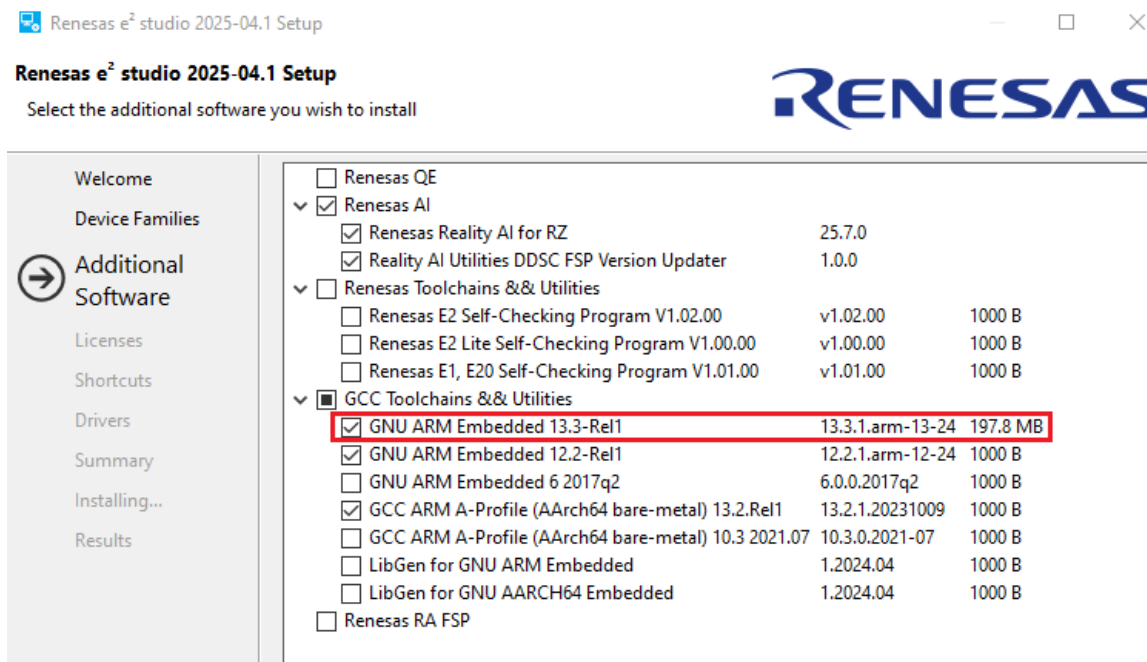 Renesas e² studio 2025-04.1 Setup
Renesas e² studio 2025-04.1 Setup
Select the additional software you wish to install
RENESAS
Welcome
Device Families
Additional
Software
Licenses
Shortcuts
Drivers
Summary
Installing...
Results
Renesas QE
Renesas AI
Renesas Reality AI for RZ 25.7.0
Reality AI Utilities DDSC FSP Version Updater 1.0.0
Renesas Toolchains && Utilities
Renesas E2 Self-Checking Program V1.02.00 v1.02.00 1000 B
Renesas E2 Lite Self-Checking Program V1.00.00 v1.00.00 1000 B
Renesas E1, E20 Self-Checking Program V1.01.00 v1.01.00 1000 B
GCC Toolchains && Utilities
GNU ARM Embedded 13.3-Rel1 13.3.1.arm-13-24 197.8 MB
GNU ARM Embedded 12.2-Rel1 12.2.1.arm-12-24 1000 B
GNU ARM Embedded 6 2017q2 6.0.0.2017q2 1000 B
GCC ARM A-Profile (AArch64 bare-metal) 13.2.Rel1 13.2.1.20231009 1000 B
GCC ARM A-Profile (AArch64 bare-metal) 10.3 2021.07 10.3.0.2021-07 1000 B
LibGen for GNU ARM Embedded 1.2024.04 1000 B
LibGen for GNU AARCH64 Embedded 1.2024.04 1000 B
Renesas RA FSP